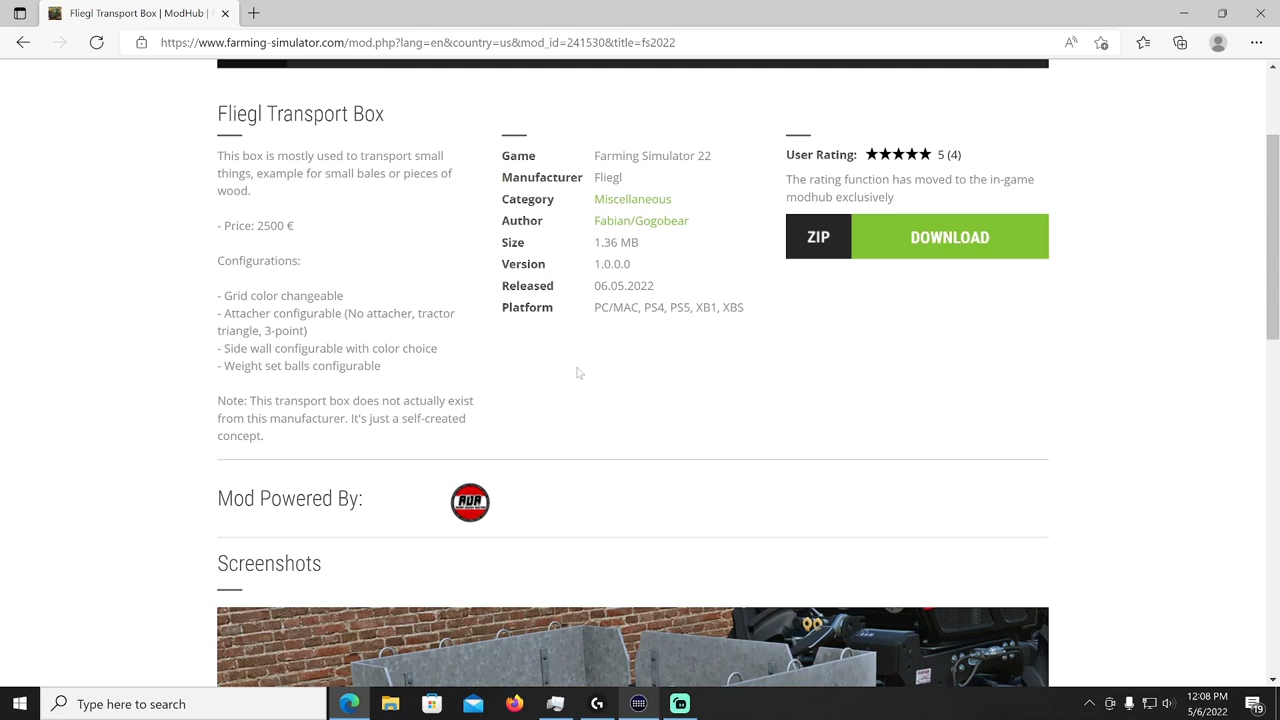 Fliegl Transport Box | ModHub |
https://www.farming-simulator.com/mod.php?lang=en&country=us&mod_id=241530&title=fs2022
Fliegl Transport Box
This box is mostly used to transport small
things, example for small bales or pieces of
wood.
- Price: 2500 €
Configurations:
- Grid color changeable
- Attacher configurable (No attacher, tractor
triangle, 3-point)
- Side wall configurable with color choice
- Weight set balls configurable
Note: This transport box does not actually exist
from this manufacturer. It's just a self-created
concept.
Game Farming Simulator 22
Manufacturer Fliegl
Category Miscellaneous
Author Fabian/Gogobear
Size 1.36 MB
Version 1.0.0.0
Released 06.05.2022
Platform PC/MAC, PS4, PS5, XB1, XBS
User Rating: ★★★★★ 5 (4)
The rating function has moved to the in-game
modhub exclusively
ZIP DOWNLOAD
Mod Powered By:
Screenshots
Type here to search
12:08 PM
5/6/2022
19